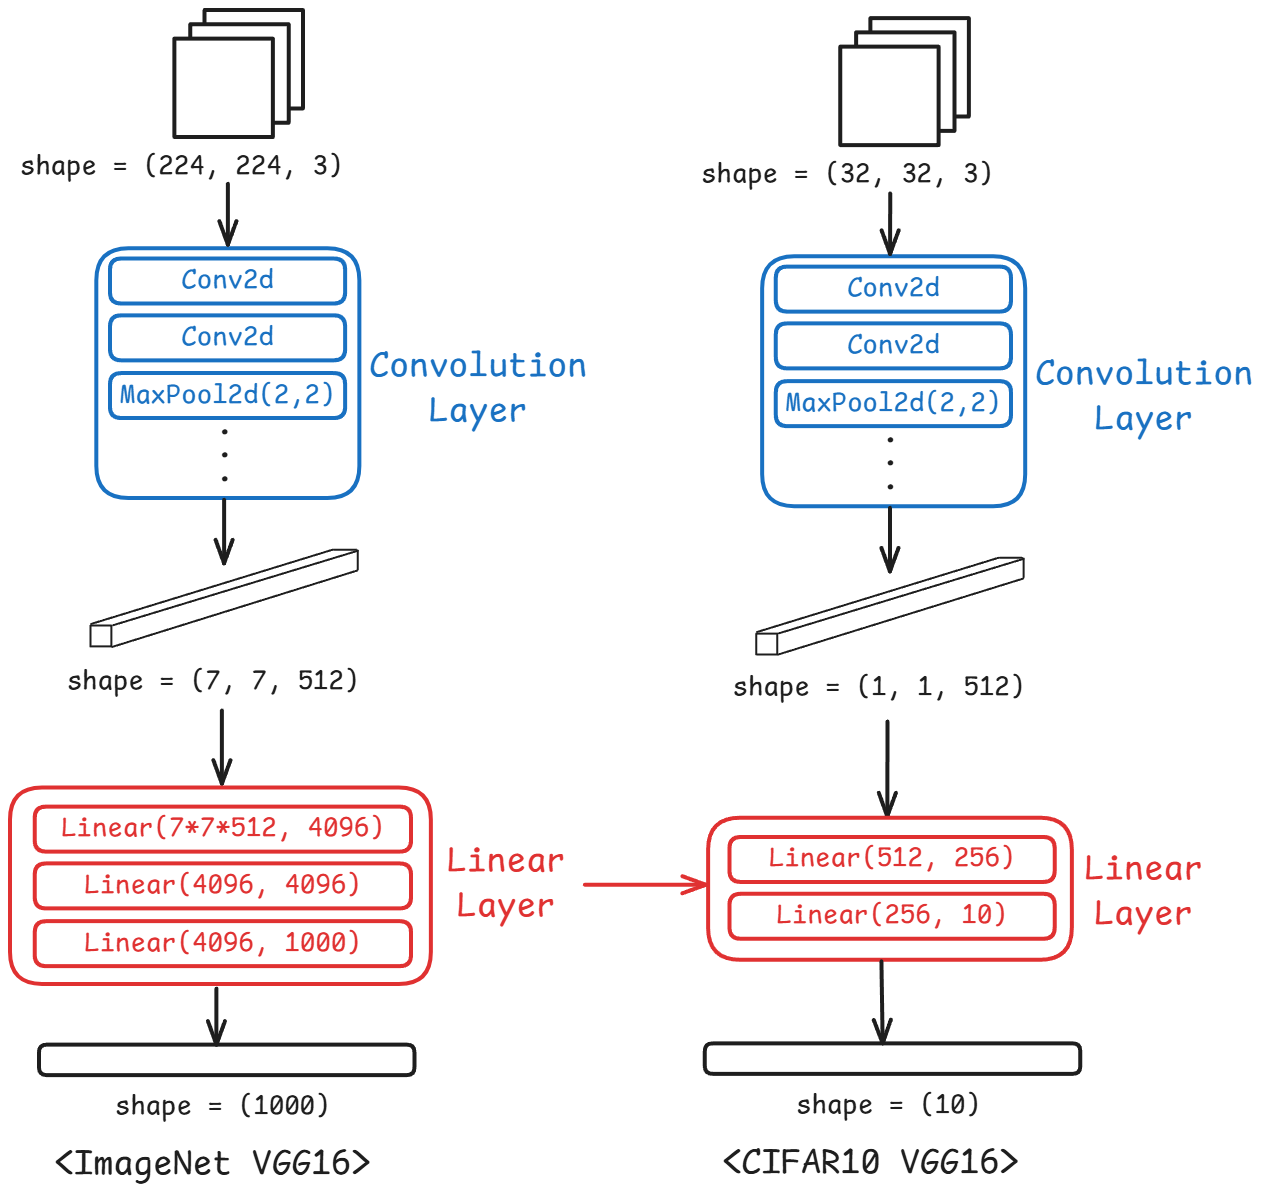 shape = (224, 224, 3)
Conv2d
Conv2d
MaxPool2d(2,2)
Convolution
Layer
shape = (7, 7, 512)
Linear(7*7*512, 4096)
Linear(4096, 4096)
Linear(4096, 1000)
Linear
Layer
shape = (1000)
<ImageNet VGG16>
shape = (32, 32, 3)
Conv2d
Conv2d
MaxPool2d(2,2)
Convolution
Layer
shape = (1, 1, 512)
Linear(512, 256)
Linear(256, 10)
Linear
Layer
shape = (10)
<CIFAR10 VGG16>